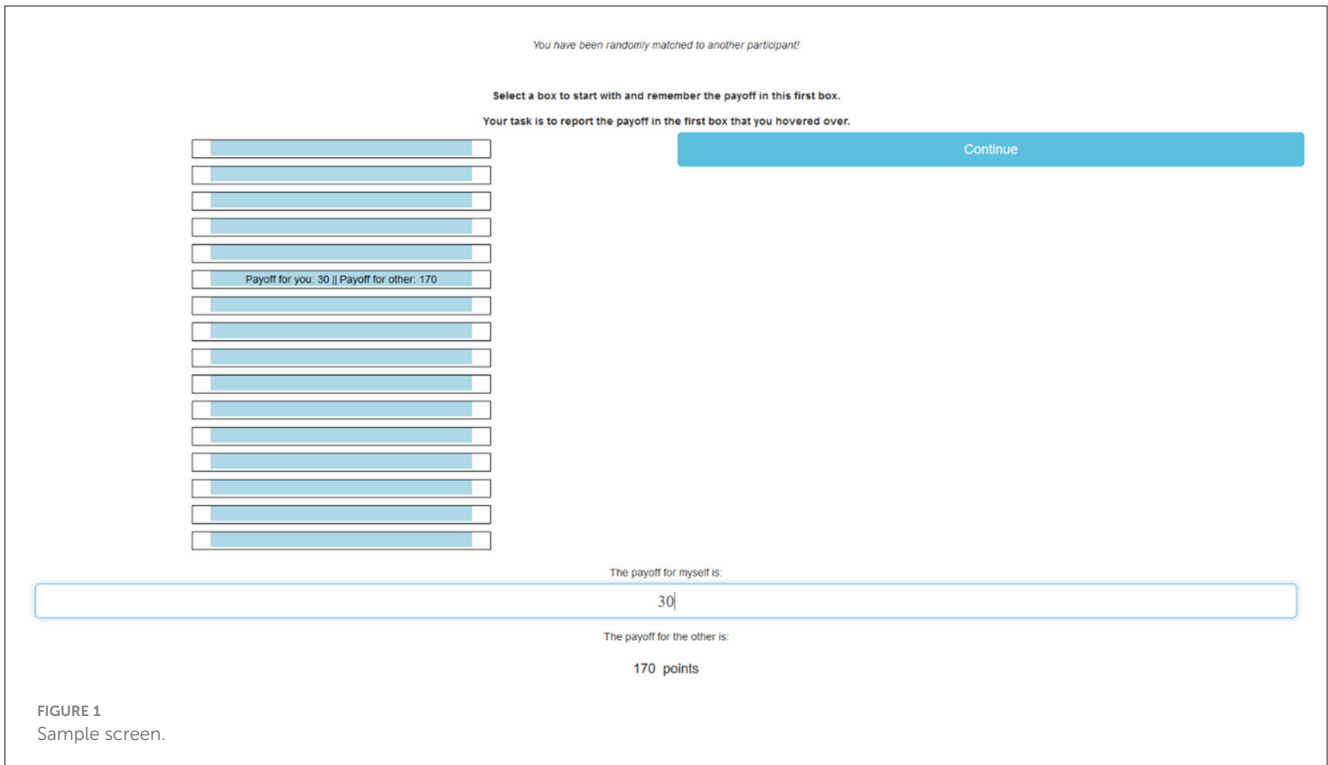 You have been randomly matched to another participant!
Select a box to start with and remember the payoff in this first box.
Your task is to report the payoff in the first box that you hovered over.
Continue
Payoff for you: 30 || Payoff for other: 170
The payoff for myself is:
30
The payoff for the other is:
170 points
FIGURE 1
Sample screen.